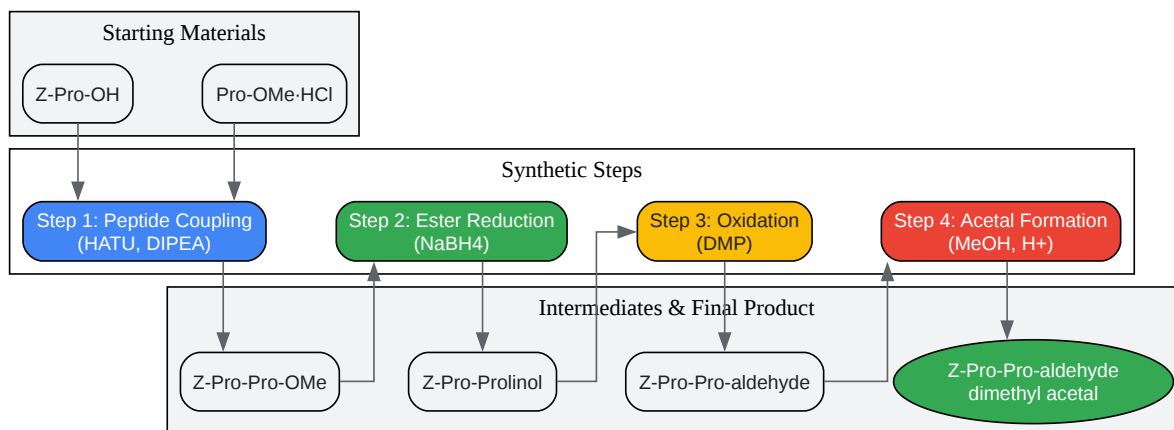 Starting Materials
Z-Pro-OH
Pro-OMe·HCl
Synthetic Steps
Step 1: Peptide Coupling
(HATU, DIPEA)
Step 2: Ester Reduction
(NaBH4)
Step 3: Oxidation
(DMP)
Step 4: Acetal Formation
(MeOH, H+)
Intermediates & Final Product
Z-Pro-Pro-OMe
Z-Pro-Prolinol
Z-Pro-Pro-aldehyde
Z-Pro-Pro-aldehyde
dimethyl acetal